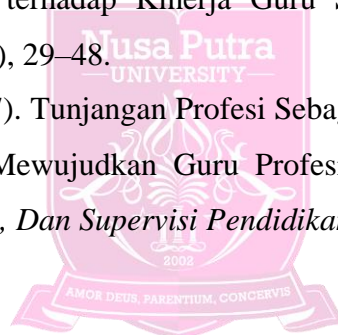 terhadap Kinerja Guru
), 29–48.
Nusa Putra
UNIVERSITY
). Tunjangan Profesi Seba
Mewujudkan Guru Profes
, Dan Supervisi Pendidikan
2002
AMOR DEUS, PARENTIUM, CONCERVIS